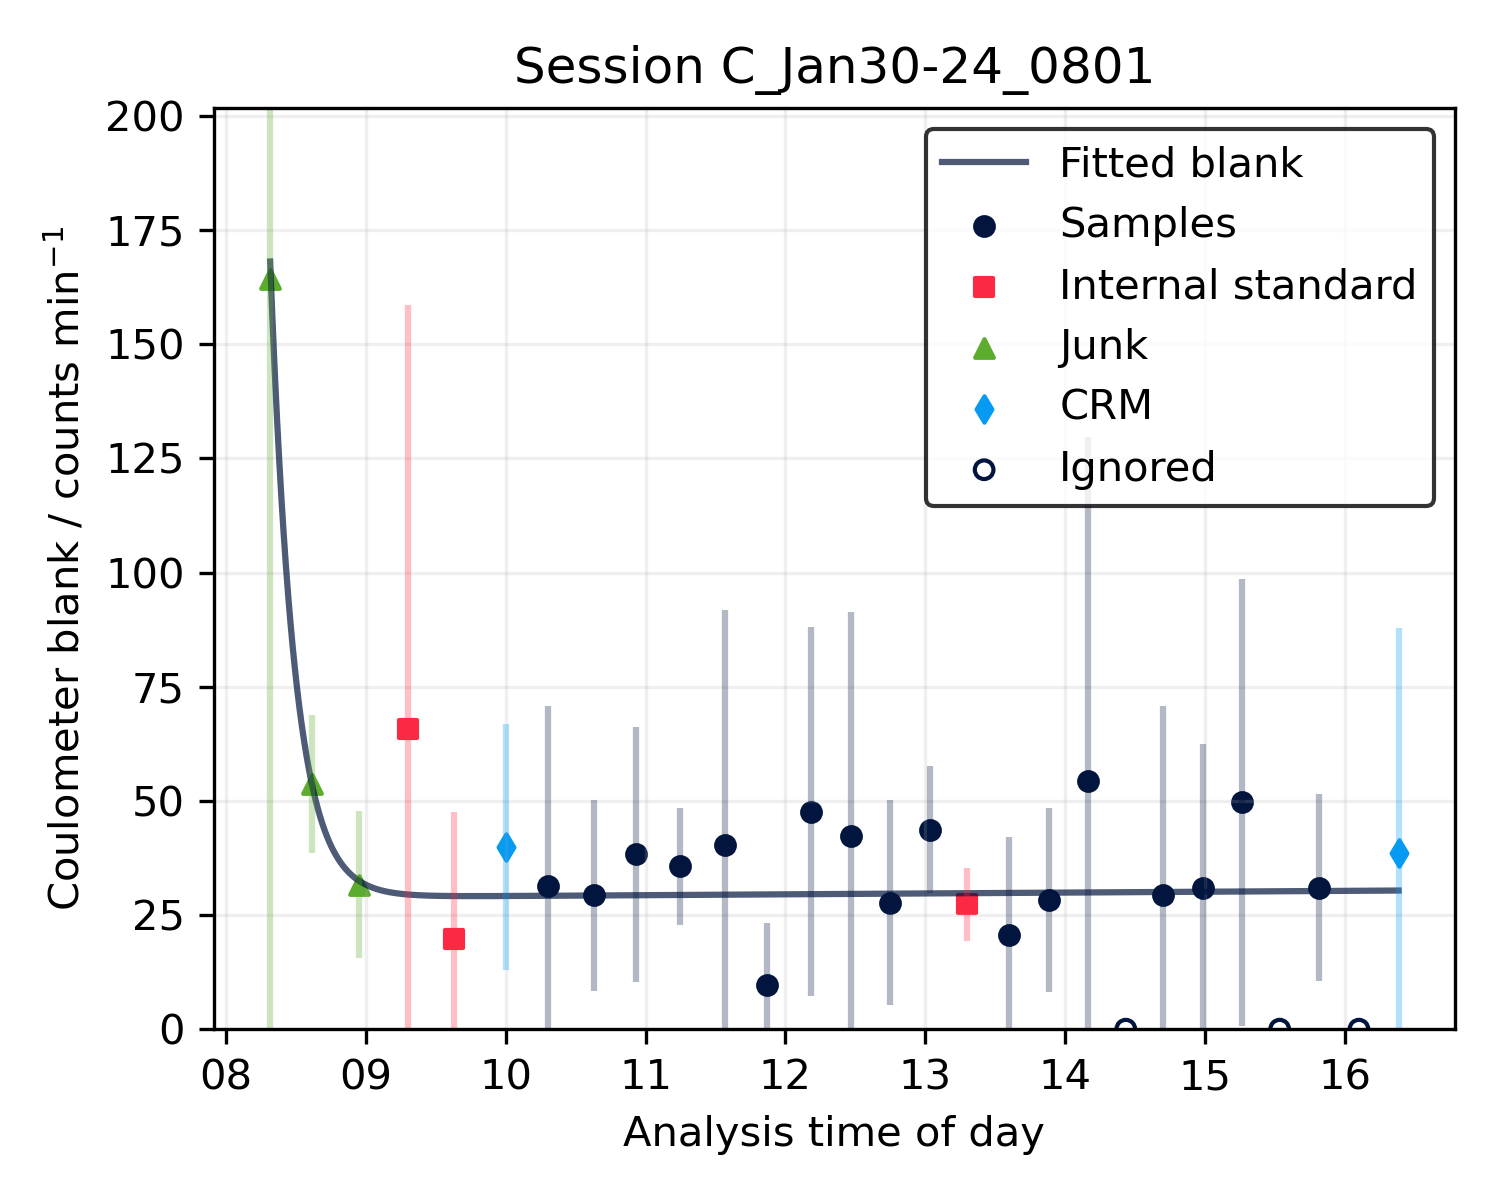 Session C_Jan30-24_0801
Coulometer blank / counts min⁻¹
200
175
150
125
100
75
50
25
0
Fitted blank
Samples
Internal standard
Junk
CRM
Ignored
08 09 10 11 12 13 14 15 16
Analysis time of day